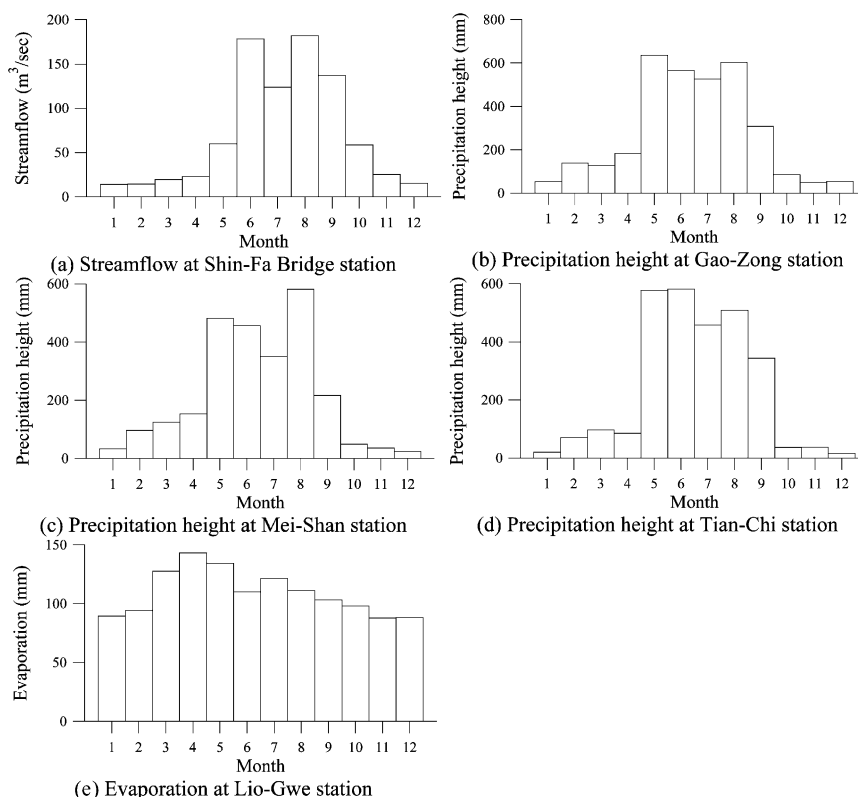 200
150
100
50
0
Streamflow (m³/sec)
1 2 3 4 5 6 7 8 9 10 11 12
Month
(a) Streamflow at Shin-Fa Bridge station
800
600
400
200
0
Precipitation height (mm)
1 2 3 4 5 6 7 8 9 10 11 12
Month
(b) Precipitation height at Gao-Zong station
600
400
200
0
Precipitation height (mm)
1 2 3 4 5 6 7 8 9 10 11 12
Month
(c) Precipitation height at Mei-Shan station
600
400
200
0
Precipitation height (mm)
1 2 3 4 5 6 7 8 9 10 11 12
Month
(d) Precipitation height at Tian-Chi station
150
100
50
0
Evaporation (mm)
1 2 3 4 5 6 7 8 9 10 11 12
Month
(e) Evaporation at Lio-Gwe station